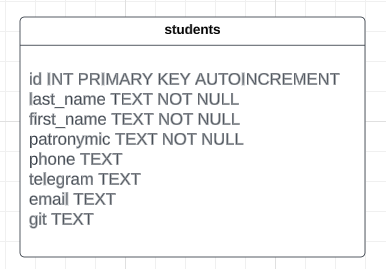 students
id INT PRIMARY KEY AUTOINCREMENT
last_name TEXT NOT NULL
first_name TEXT NOT NULL
patronymic TEXT NOT NULL
phone TEXT
telegram TEXT
email TEXT
git TEXT